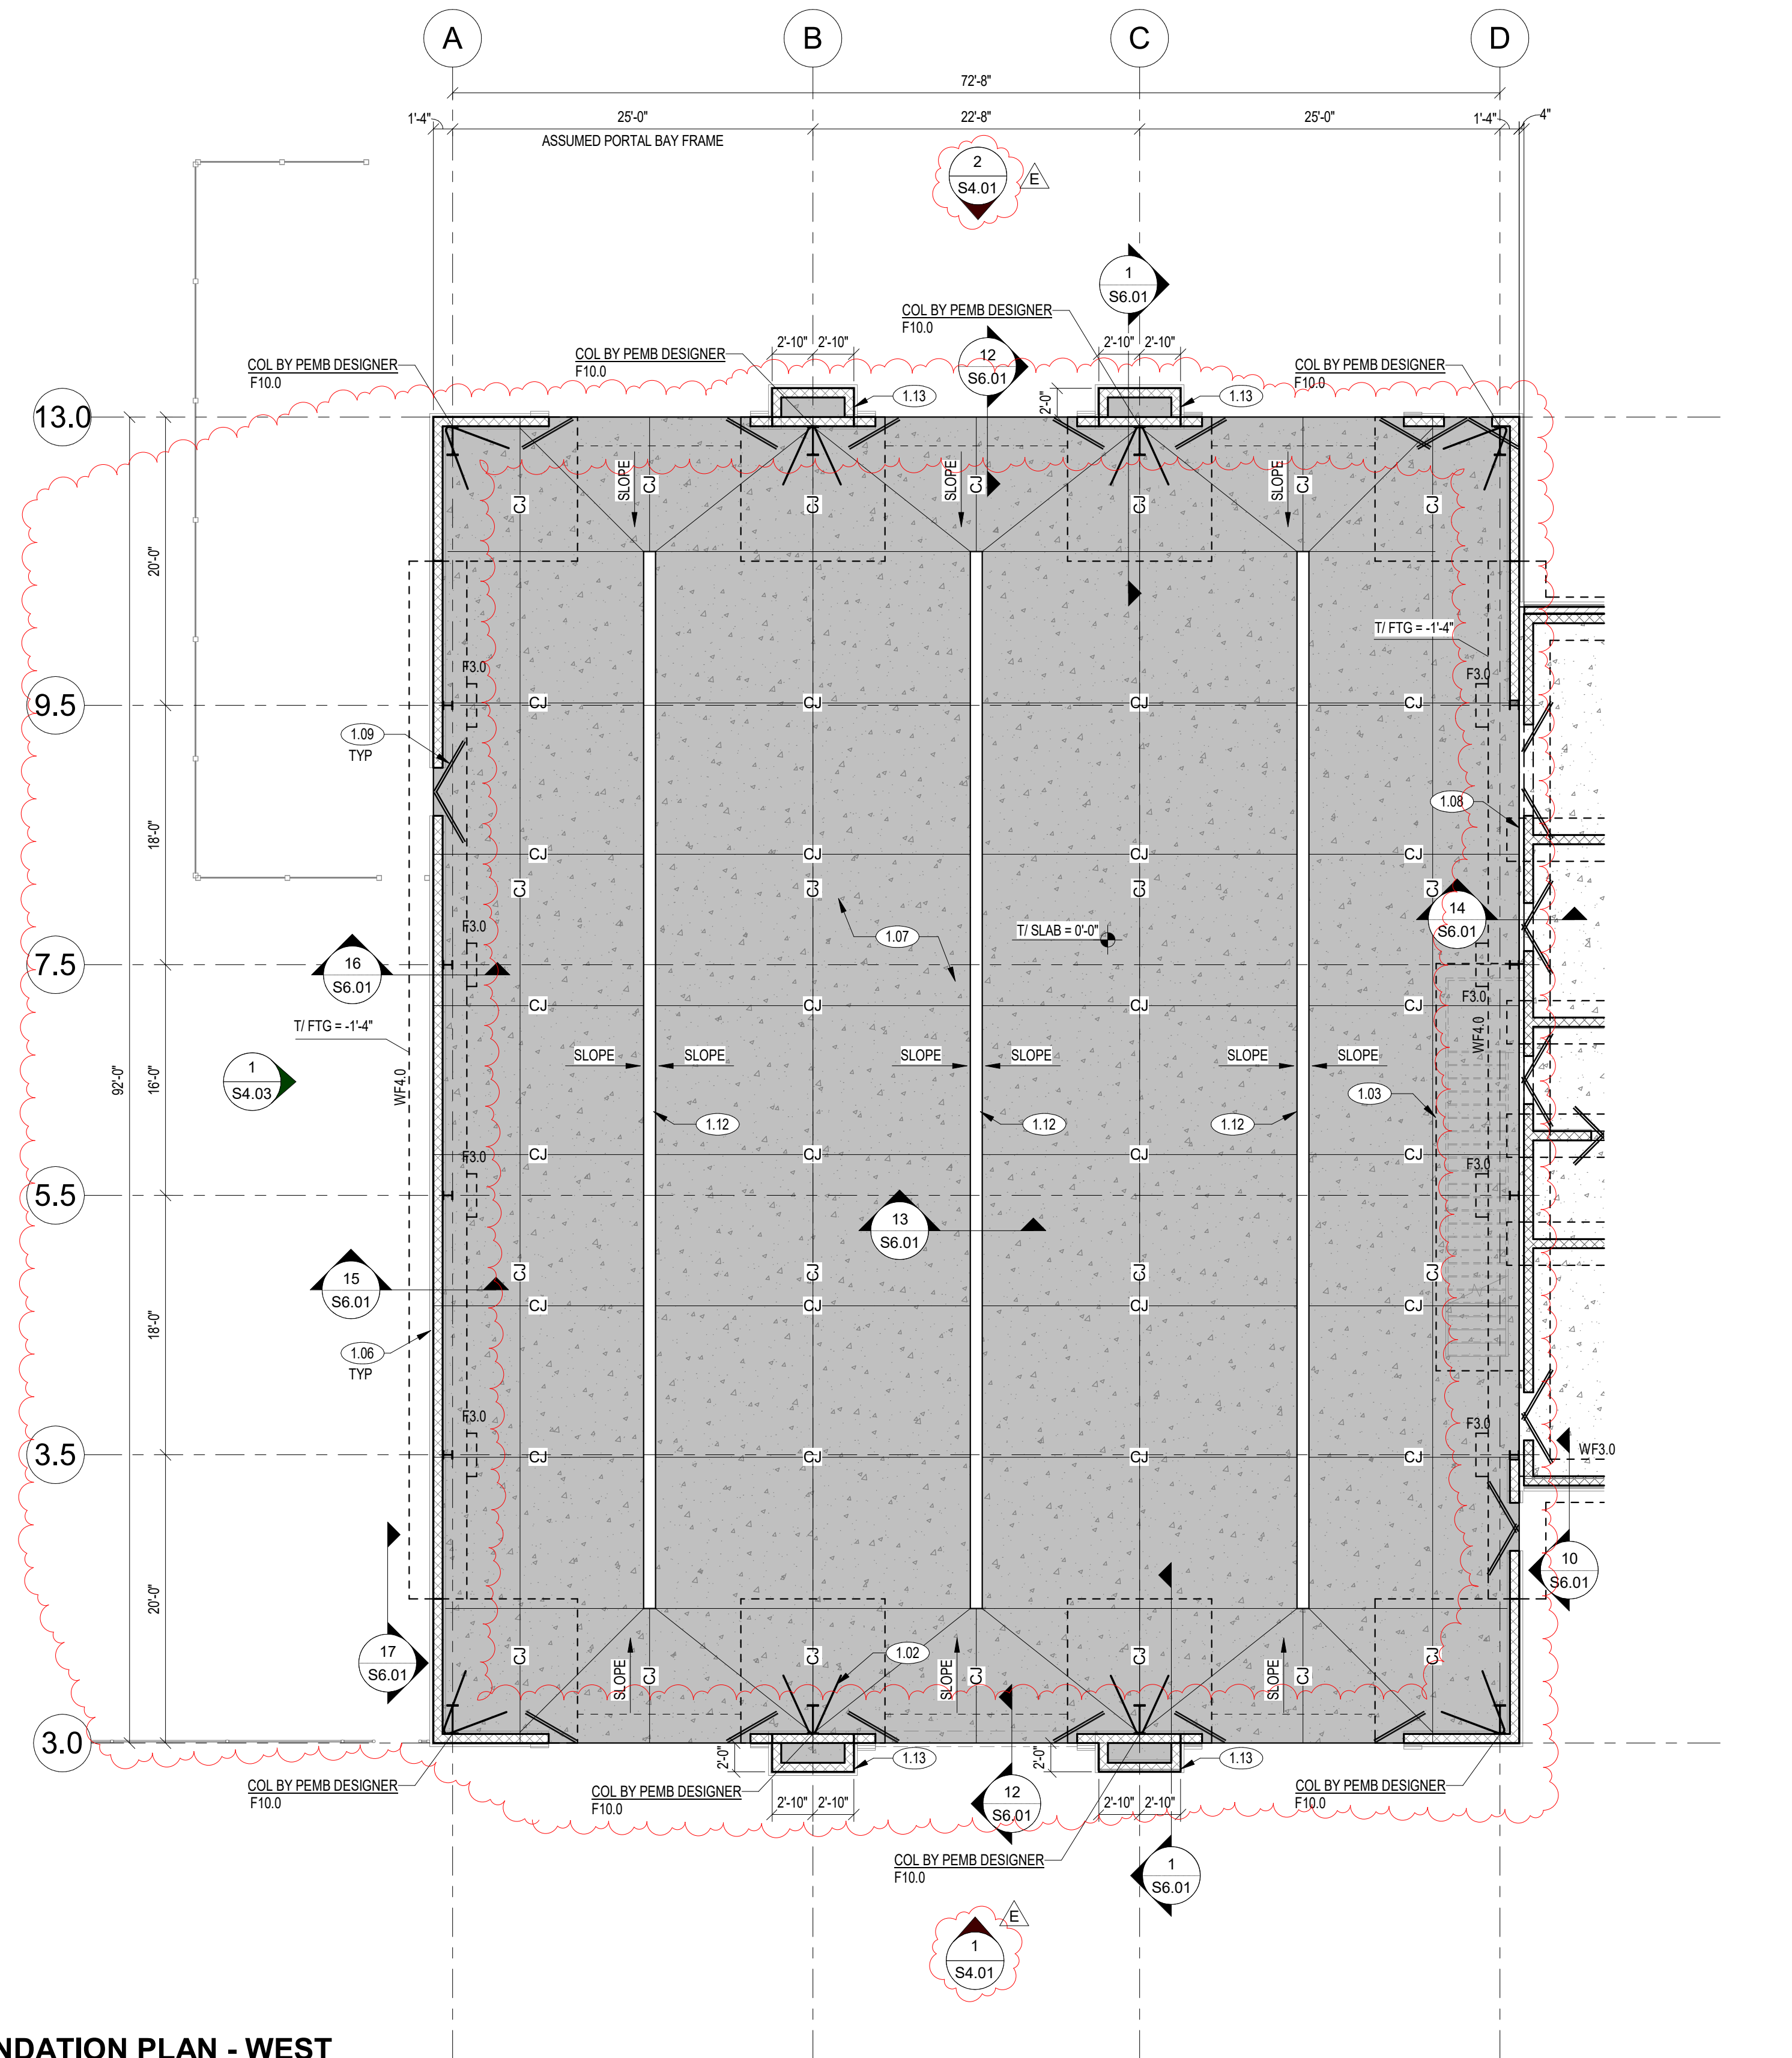 A
B
C
D
72'-8"
1'-4"
25'-0"
22'-8"
25'-0"
1'-4"
4"
ASSUMED PORTAL BAY FRAME
2
S4.01
E
1
S6.01
COL BY PEMB DESIGNER
F10.0
12
S6.01
COL BY PEMB DESIGNER
F10.0
COL BY PEMB DESIGNER
F10.0
COL BY PEMB DESIGNER
F10.0
2'-10"
2'-10"
2'-10"
2'-10"
2'-0"
1.13
1.13
13.0
SLOPE
CJ
SLOPE
CJ
SLOPE
CJ
CJ
CJ
CJ
CJ
20'-0"
T/ FTG = -1'-4"
F3.0
F3.0
9.5
CJ
CJ
CJ
CJ
1.09
TYP
1.08
18'-0"
CJ
CJ
CJ
CJ
CJ
CJ
CJ
CJ
14
S6.01
F3.0
1.07
T/ SLAB = 0'-0"
7.5
16
S6.01
F3.0
CJ
CJ
CJ
CJ
T/ FTG = -1'-4"
WF4.0
SLOPE
SLOPE
SLOPE
SLOPE
SLOPE
SLOPE
1
S4.03
92'-0"
16'-0"
WF4.0
1.03
1.12
1.12
1.12
F3.0
CJ
CJ
CJ
CJ
F3.0
5.5
13
S6.01
15
S6.01
CJ
CJ
CJ
CJ
CJ
CJ
CJ
CJ
18'-0"
1.06
TYP
F3.0
F3.0
3.5
CJ
CJ
CJ
CJ
WF3.0
10
S6.01
20'-0"
17
S6.01
CJ
SLOPE
CJ
CJ
1.02
SLOPE
CJ
CJ
SLOPE
CJ
CJ
3.0
2'-0"
1.13
2'-0"
1.13
COL BY PEMB DESIGNER
F10.0
COL BY PEMB DESIGNER
F10.0
2'-10"
2'-10"
12
S6.01
2'-10"
2'-10"
COL BY PEMB DESIGNER
F10.0
COL BY PEMB DESIGNER
F10.0
1
S6.01
E
1
S4.01
NDATION PLAN - WEST